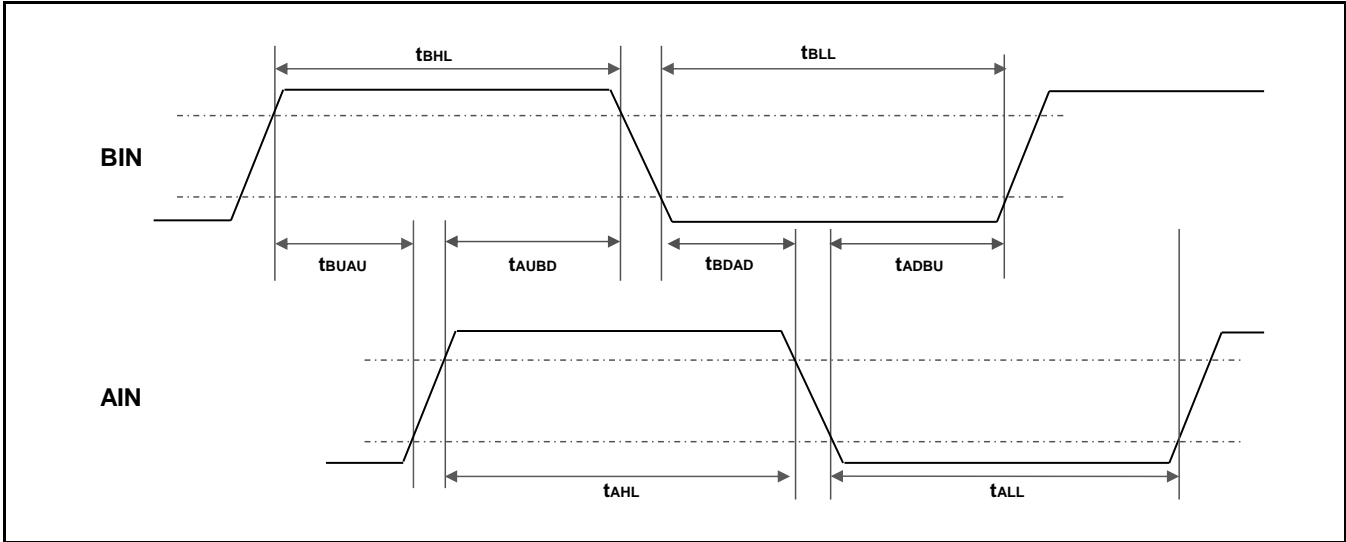 tBHL
tBLL
BIN
tBUAU
tAUBD
tBDAD
tADBU
AIN
tAHL
tALL